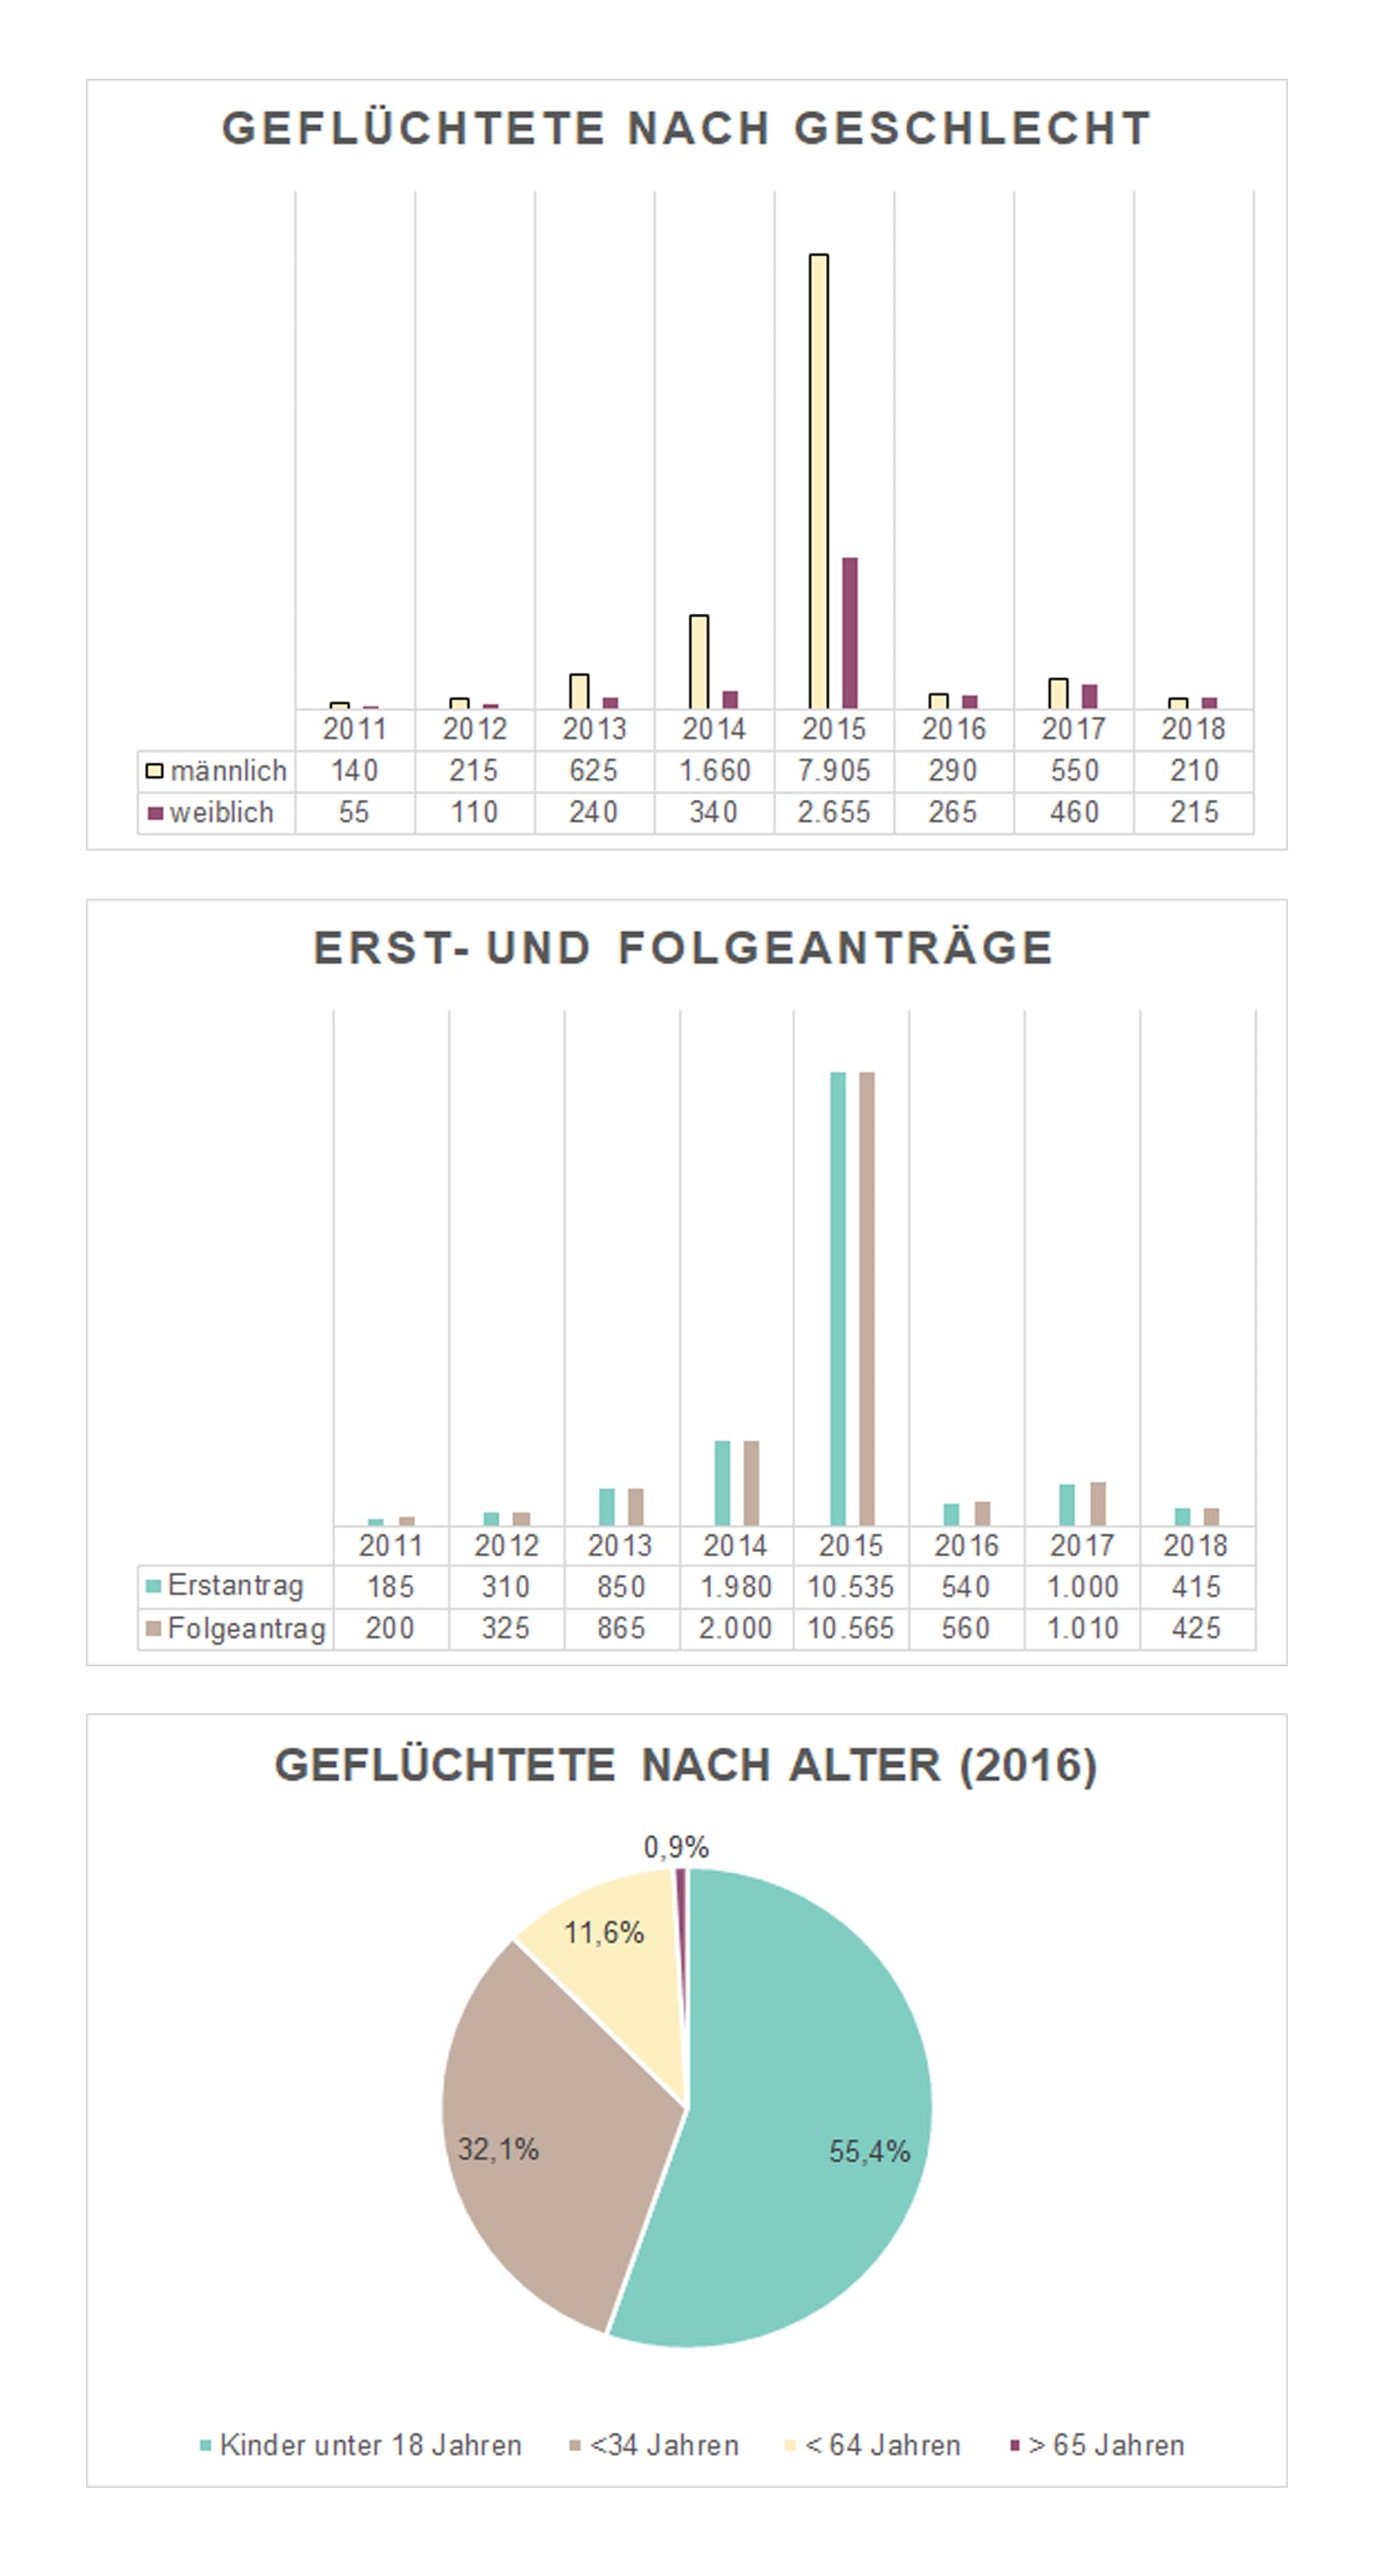 GEFLÜCHTETE NACH GESCHLECHT
2011 2012 2013 2014 2015 2016 2017 2018
männlich 140 215 625 1.660 7.905 290 550 210
weiblich 55 110 240 340 2.655 265 460 215
ERST- UND FOLGEANTRÄGE
2011 2012 2013 2014 2015 2016 2017 2018
Erstantrag 185 310 850 1.980 10.535 540 1.000 415
Folgeantrag 200 325 865 2.000 10.565 560 1.010 425
GEFLÜCHTETE NACH ALTER (2016)
0,9%
11,6%
32,1% 55,4%
Kinder unter 18 Jahren <34 Jahren < 64 Jahren > 65 Jahren